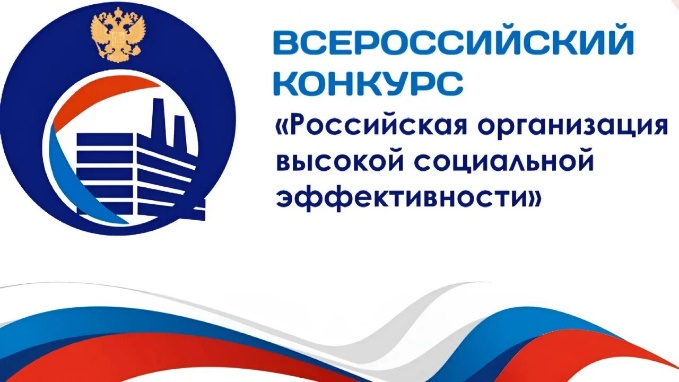 ВСЕРОССИЙСКИЙ
КОНКУРС
«Российская организация
высокой социальной
эффективности»